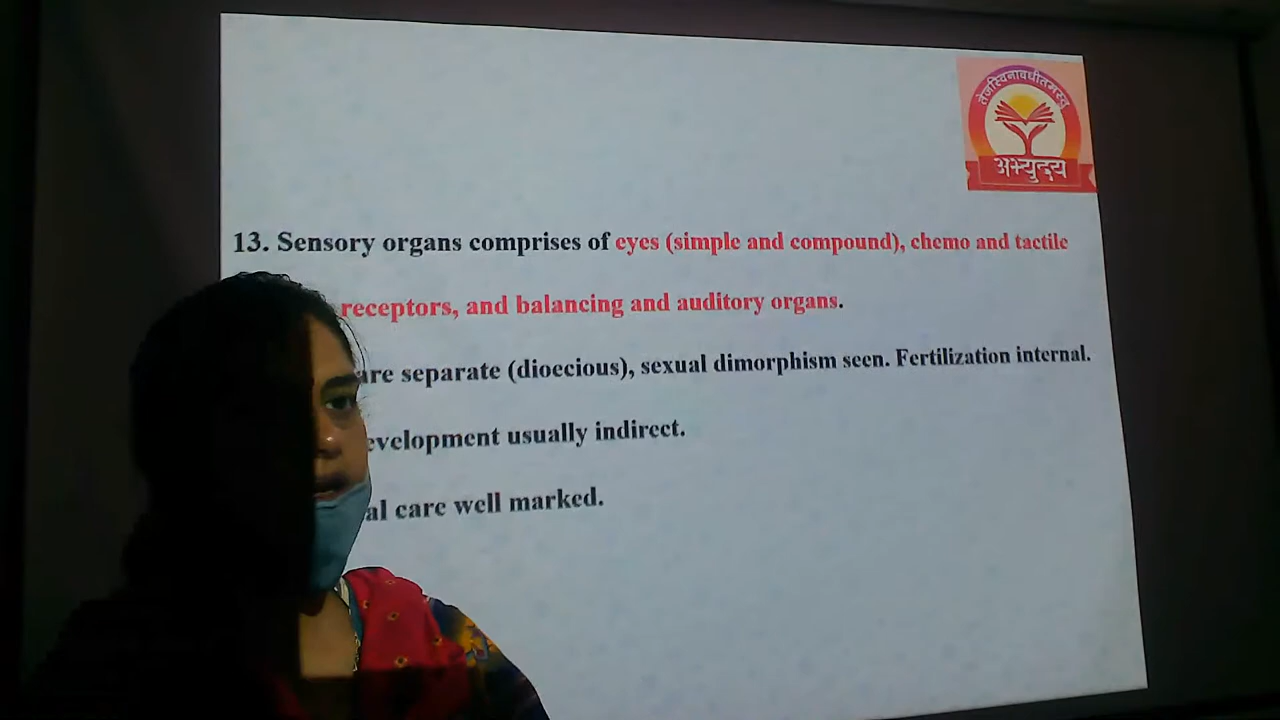 तेजस्विनावधीतमस्तु
अभ्युदय
13. Sensory organs comprises of eyes (simple and compound), chemo and tactile
receptors, and balancing and auditory organs.
are separate (dioecious), sexual dimorphism seen. Fertilization internal.
evelopment usually indirect.
al care well marked.